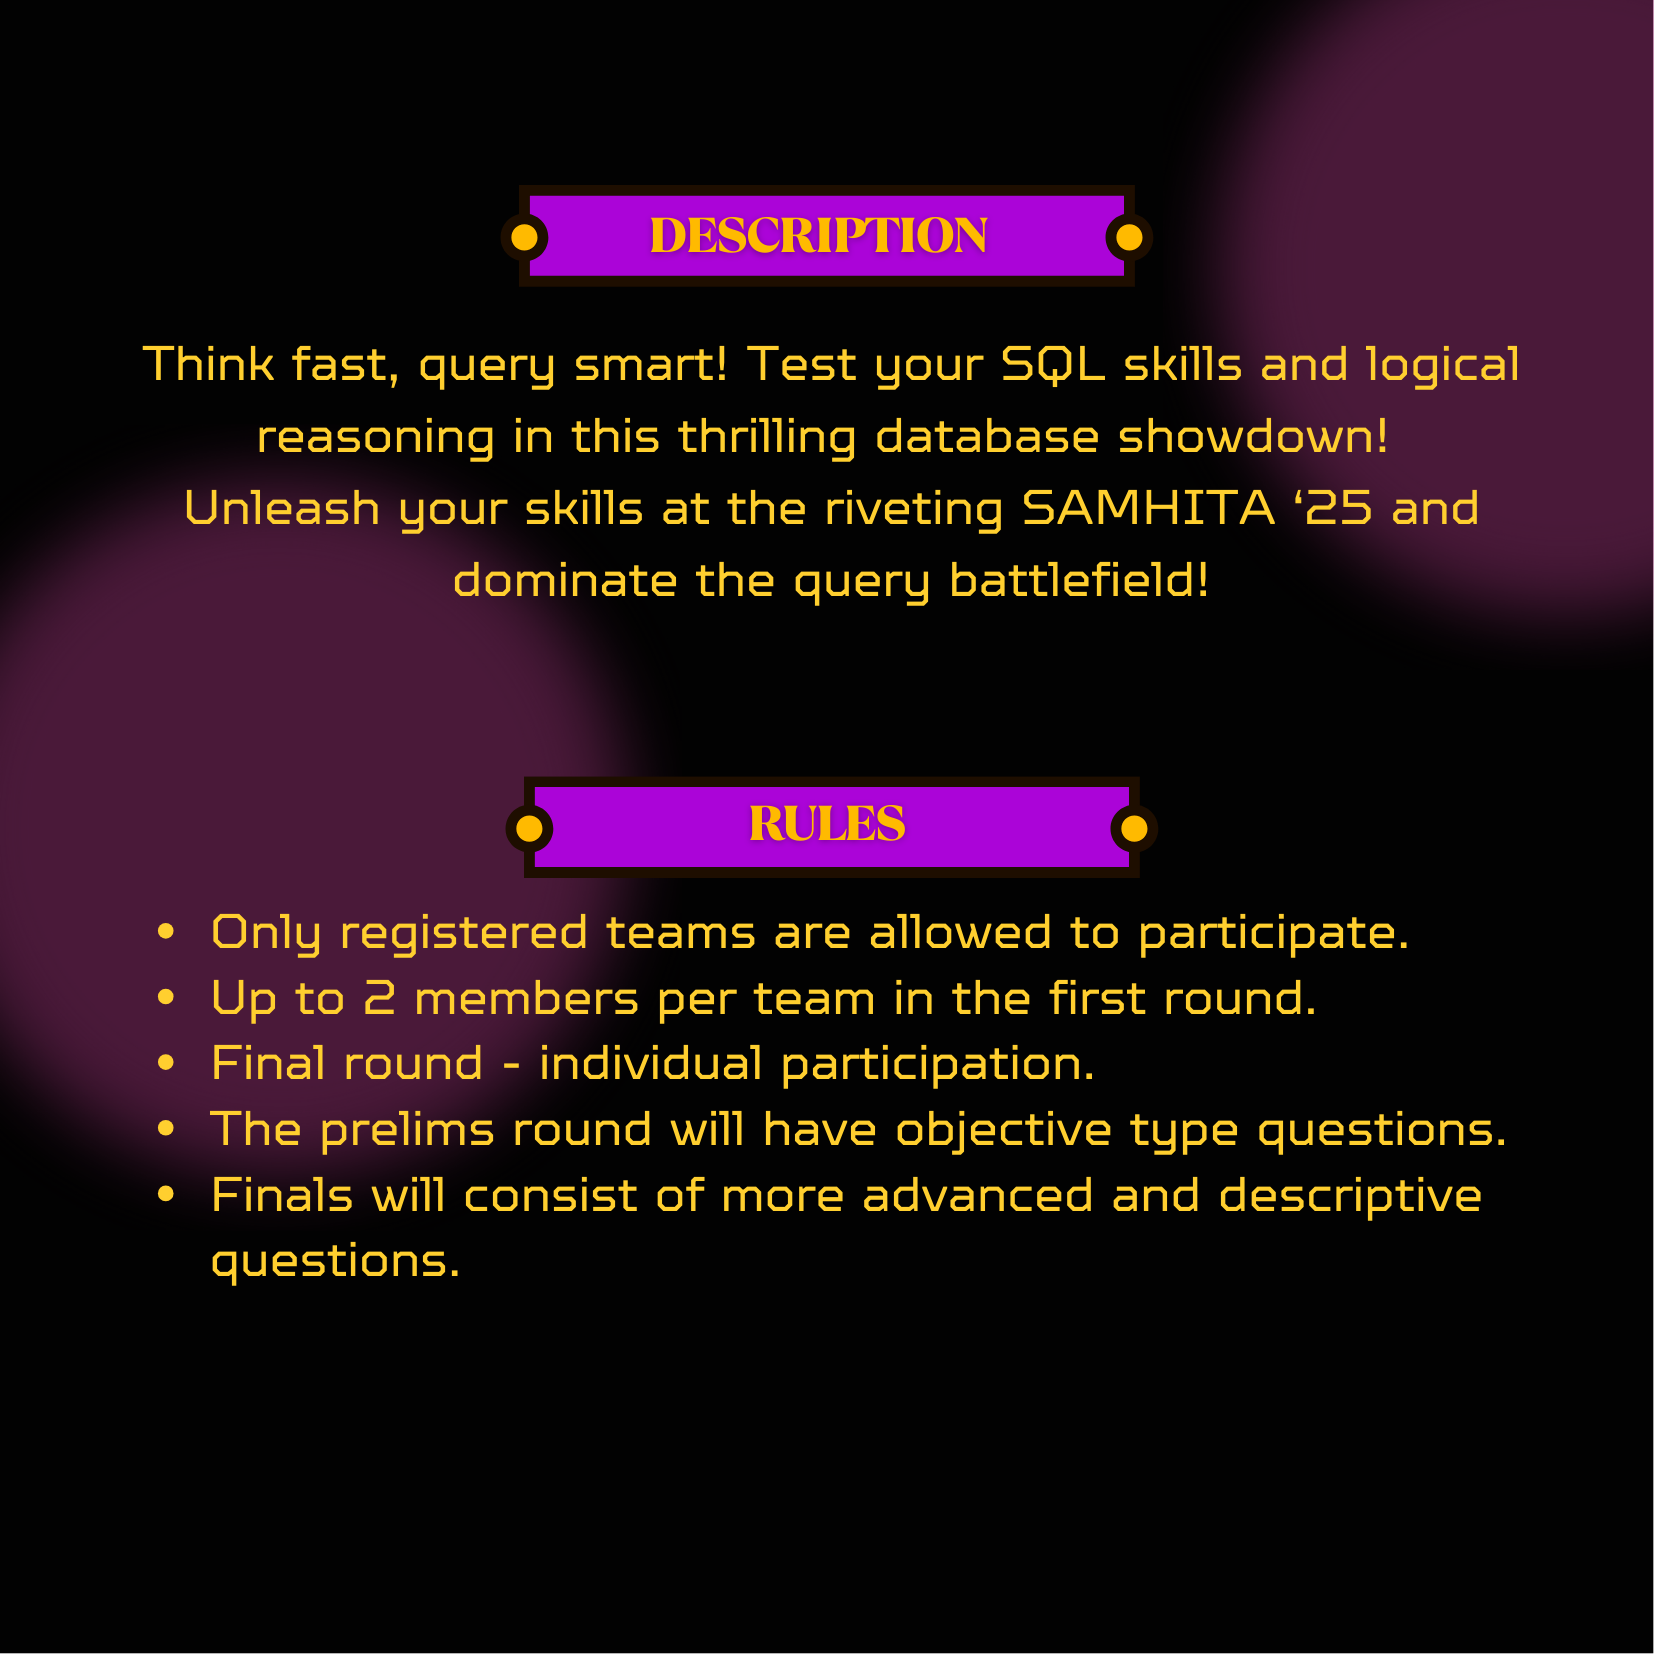 DESCRIPTION
Think fast, query smart! Test your SQL skills and logical
reasoning in this thrilling database showdown!
Unleash your skills at the riveting SAMHITA ‘25 and
dominate the query battlefield!
RULES
• Only registered teams are allowed to participate.
• Up to 2 members per team in the first round.
• Final round - individual participation.
• The prelims round will have objective type questions.
• Finals will consist of more advanced and descriptive
questions.